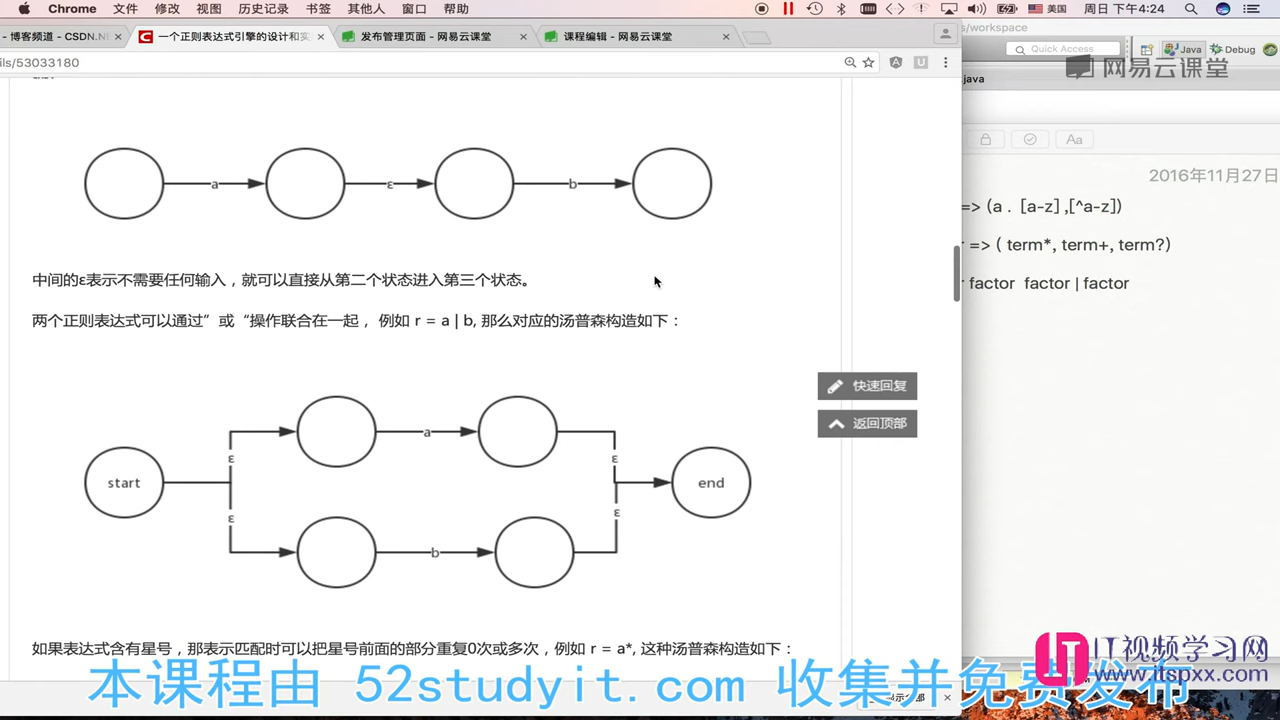 Chrome 文件 修改 视图 历史记录 书签 其他人 窗口 帮助
美国 周日 下午4:24
- 博客频道 - CSDN.NE
一个正则表达式引擎的设计和实
发布管理页面 - 网易云课堂
课程编辑 - 网易云课堂
s/workspace
Quick Access
Java
Debug
ils/53033180
网易云课堂
java
Aa
2016年11月27日
a ε b
=> (a . [a-z] ,[^a-z])
=> ( term*, term+, term?)
factor factor | factor
中间的ε表示不需要任何输入，就可以直接从第二个状态进入第三个状态。
两个正则表达式可以通过”或“操作联合在一起， 例如 r = a | b, 那么对应的汤普森构造如下：
快速回复
返回顶部
a
ε ε
start end
ε ε
b
如果表达式含有星号，那表示匹配时可以把星号前面的部分重复0次或多次，例如 r = a*, 这种汤普森构造如下：
IT视频学习网
www.itspxx.com
本课程由 52studyit.com 收集并免费发布